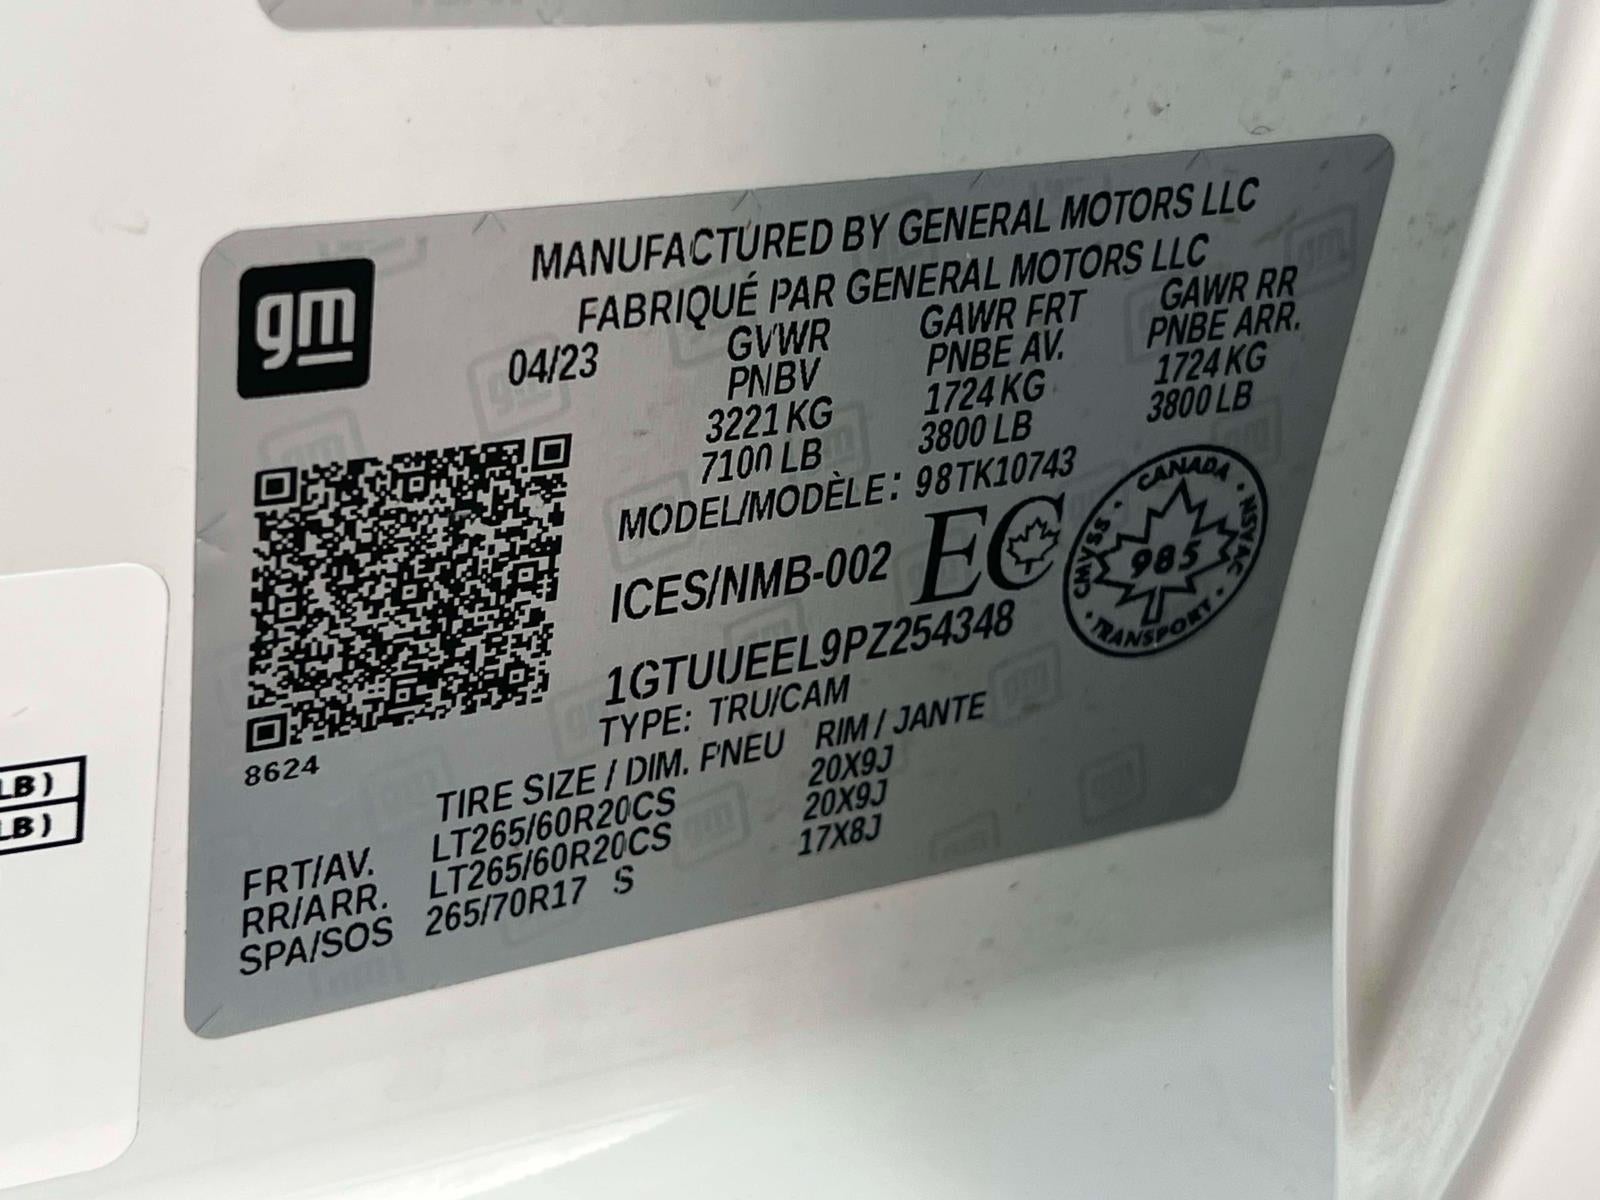 MANUFACTURED BY GENERAL MOTORS LLC
FABRIQUÉ PAR GENERAL MOTORS LLC
gm
04/23 GVWR GAWR FRT GAWR RR
PNBV PNBE AV. PNBE ARR.
3221 KG 1724 KG 1724 KG
7100 LB 3800 LB 3800 LB
MODEL/MODÈLE: 98TK10743
ICES/NMB-002 EC
CANADA · NSVAC · TRANSPORT · CMVSS ·
985
1GTUUEEL9PZ254348
TYPE: TRU/CAM
8624
TIRE SIZE / DIM. PNEU RIM / JANTE
FRT/AV. LT265/60R20CS 20X9J
RR/ARR. LT265/60R20CS 20X9J
SPA/SOS 265/70R17 S 17X8J
LB)
LB)